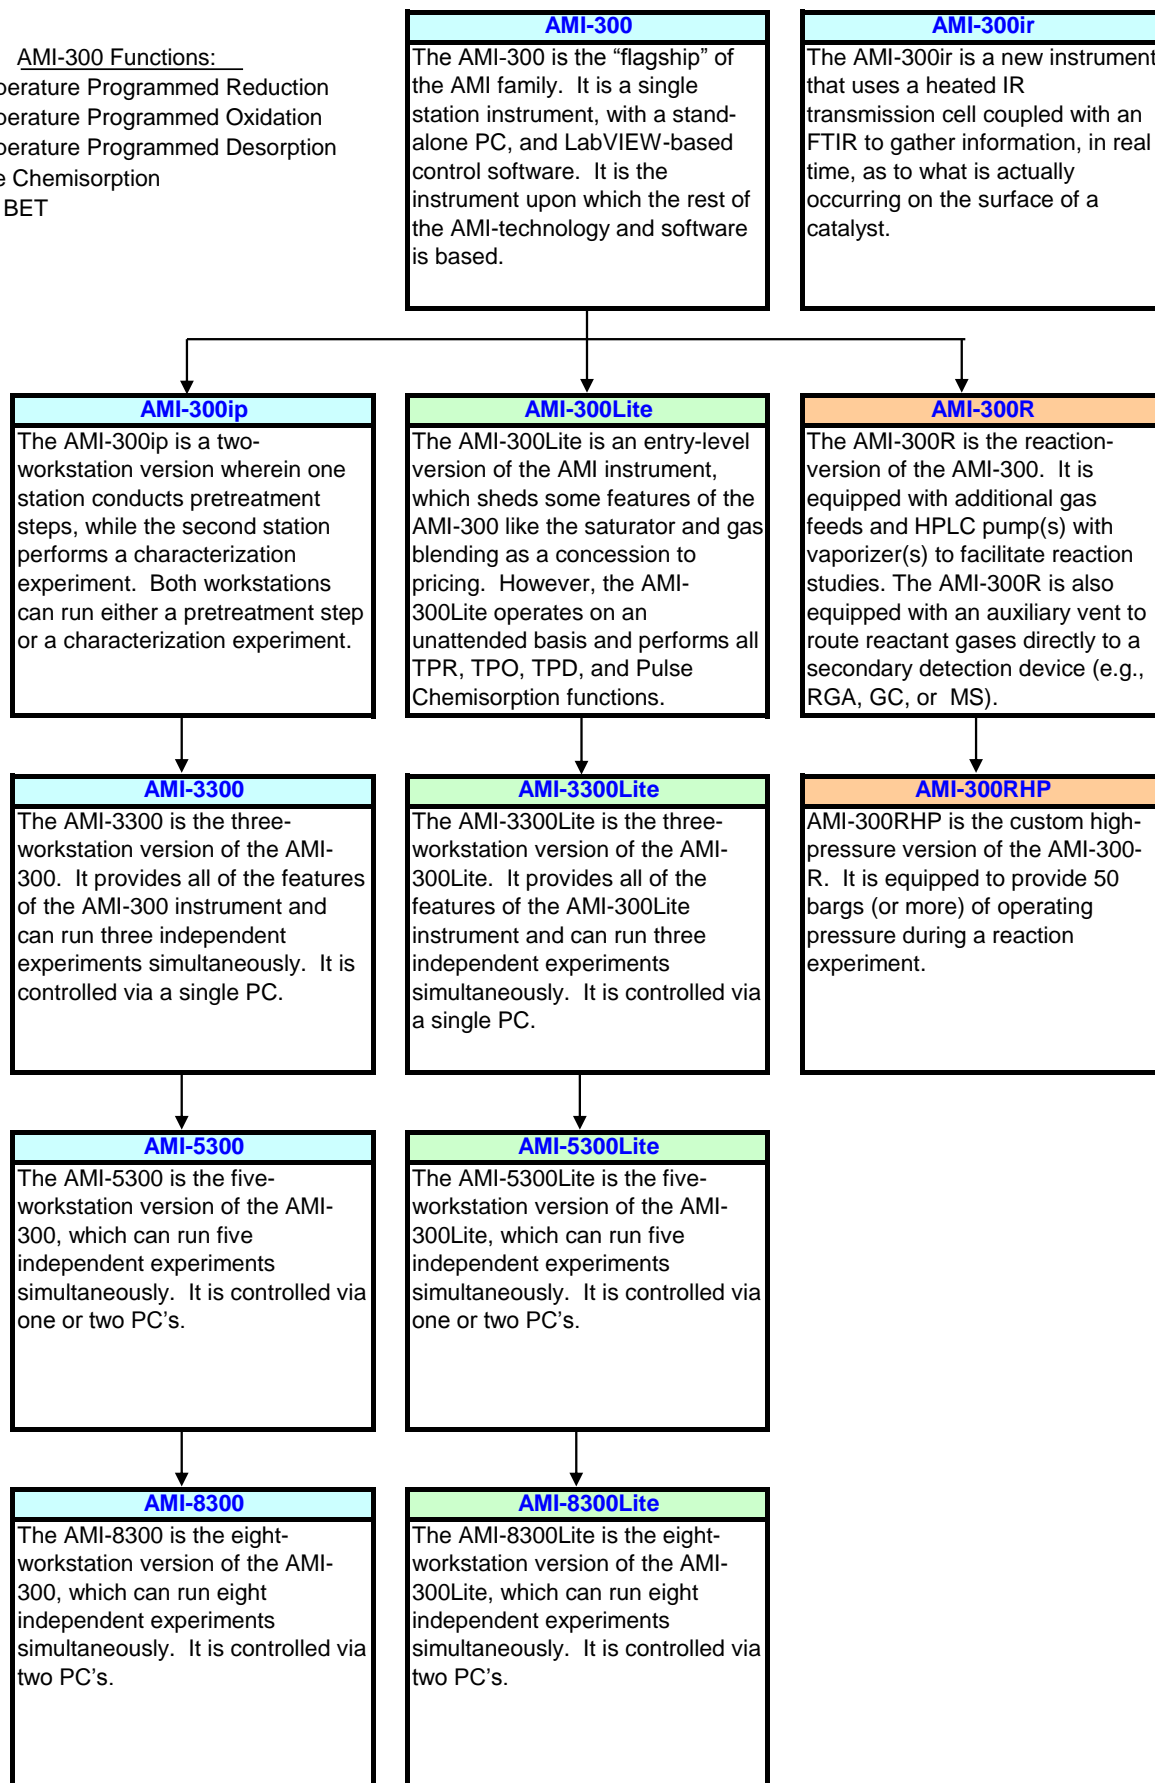 AMI-300 Functions:
perature Programmed Reduction
perature Programmed Oxidation
perature Programmed Desorption
e Chemisorption
BET
AMI-300
The AMI-300 is the “flagship” of
the AMI family.  It is a single
station instrument, with a stand-
alone PC, and LabVIEW-based
control software.  It is the
instrument upon which the rest of
the AMI-technology and software
is based.
AMI-300ir
The AMI-300ir is a new instrument
that uses a heated IR
transmission cell coupled with an
FTIR to gather information, in real
time, as to what is actually
occurring on the surface of a
catalyst.
AMI-300ip
The AMI-300ip is a two-
workstation version wherein one
station conducts pretreatment
steps, while the second station
performs a characterization
experiment.  Both workstations
can run either a pretreatment step
or a characterization experiment.
AMI-300Lite
The AMI-300Lite is an entry-level
version of the AMI instrument,
which sheds some features of the
AMI-300 like the saturator and gas
blending as a concession to
pricing.  However, the AMI-
300Lite operates on an
unattended basis and performs all
TPR, TPO, TPD, and Pulse
Chemisorption functions.
AMI-300R
The AMI-300R is the reaction-
version of the AMI-300.  It is
equipped with additional gas
feeds and HPLC pump(s) with
vaporizer(s) to facilitate reaction
studies. The AMI-300R is also
equipped with an auxiliary vent to
route reactant gases directly to a
secondary detection device (e.g.,
RGA, GC, or  MS).
AMI-3300
The AMI-3300 is the three-
workstation version of the AMI-
300.  It provides all of the features
of the AMI-300 instrument and
can run three independent
experiments simultaneously.  It is
controlled via a single PC.
AMI-3300Lite
The AMI-3300Lite is the three-
workstation version of the AMI-
300Lite.  It provides all of the
features of the AMI-300Lite
instrument and can run three
independent experiments
simultaneously.  It is controlled via
a single PC.
AMI-300RHP
AMI-300RHP is the custom high-
pressure version of the AMI-300-
R.  It is equipped to provide 50
bargs (or more) of operating
pressure during a reaction
experiment.
AMI-5300
The AMI-5300 is the five-
workstation version of the AMI-
300, which can run five
independent experiments
simultaneously.  It is controlled via
one or two PC’s.
AMI-5300Lite
The AMI-5300Lite is the five-
workstation version of the AMI-
300Lite, which can run five
independent experiments
simultaneously.  It is controlled via
one or two PC’s.
AMI-8300
The AMI-8300 is the eight-
workstation version of the AMI-
300, which can run eight
independent experiments
simultaneously.  It is controlled via
two PC’s.
AMI-8300Lite
The AMI-8300Lite is the eight-
workstation version of the AMI-
300Lite, which can run eight
independent experiments
simultaneously.  It is controlled via
two PC’s.